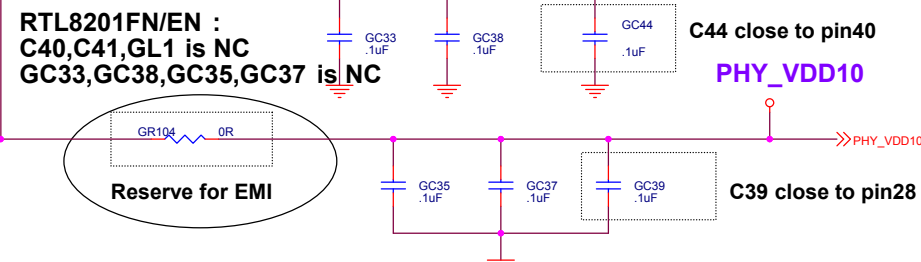 RTL8201FN/EN :
C40,C41,GL1 is NC
GC33,GC38,GC35,GC37 is NC
GC33
.1uF
GC38
.1uF
GC44
.1uF
C44 close to pin40
PHY_VDD10
GR104 0R
PHY_VDD10
Reserve for EMI
GC35
.1uF
GC37
.1uF
GC39
.1uF
C39 close to pin28